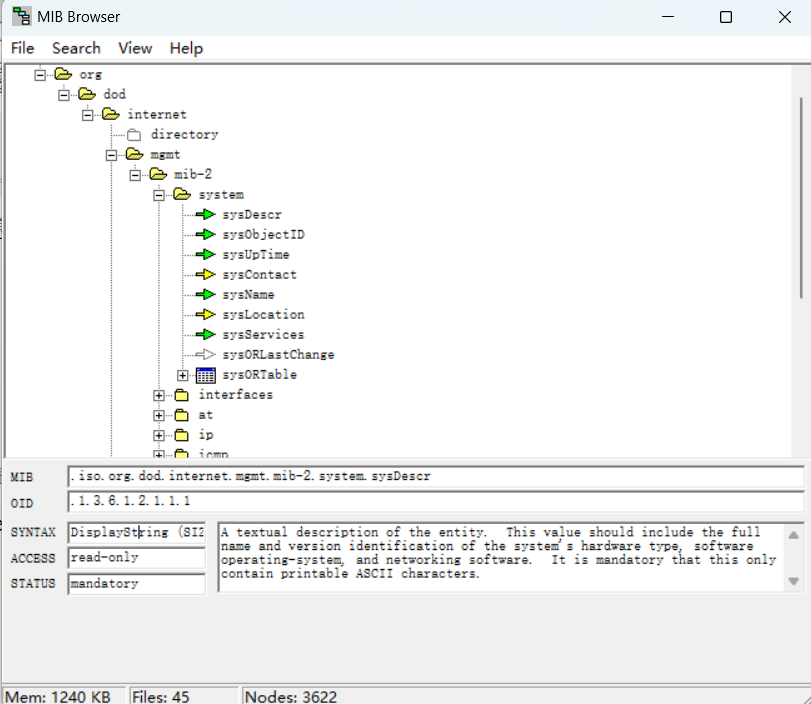 MIB Browser
File Search View Help
org
dod
internet
directory
mgmt
mib-2
system
sysDescr
sysObjectID
sysUpTime
sysContact
sysName
sysLocation
sysServices
sysORLastChange
sysORTable
interfaces
at
ip
icmp
MIB .iso.org.dod.internet.mgmt.mib-2.system.sysDescr
OID .1.3.6.1.2.1.1.1
SYNTAX DisplayString (SIZ
ACCESS read-only
STATUS mandatory
A textual description of the entity. This value should include the full
name and version identification of the system's hardware type, software
operating-system, and networking software. It is mandatory that this only
contain printable ASCII characters.
Mem: 1240 KB Files: 45 Nodes: 3622